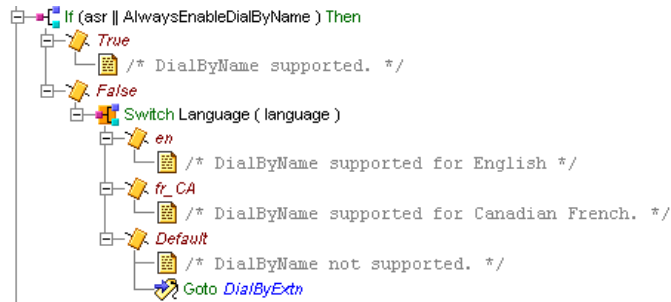 If (asr || AlwaysEnableDialByName ) Then
True
/* DialByName supported. */
False
Switch Language ( language )
en
/* DialByName supported for English */
fr_CA
/* DialByName supported for Canadian French. */
Default
/* DialByName not supported. */
Goto DialByExtn